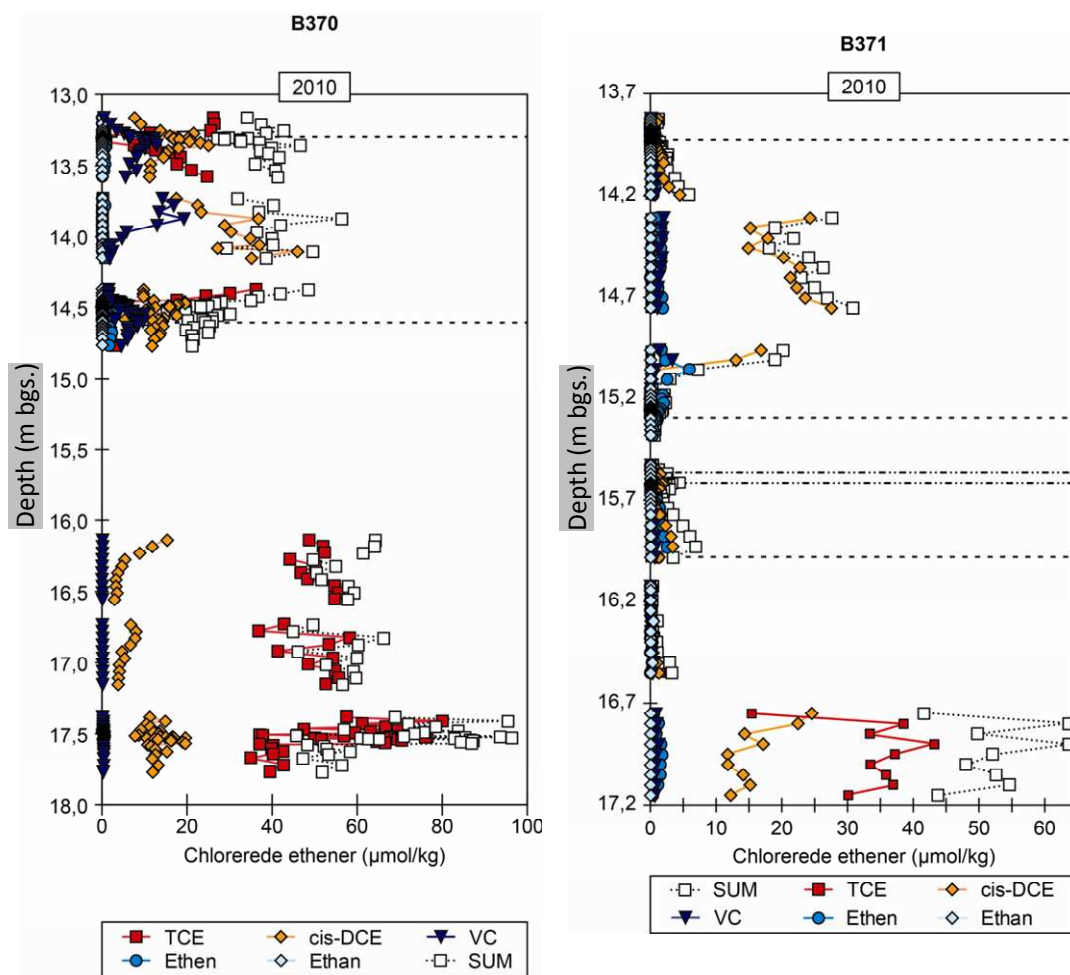 B370
2010
13,0
13,5
14,0
14,5
15,0
15,5
16,0
16,5
17,0
17,5
18,0
Depth (m bgs.)
0 20 40 60 80 100
Chlorerede ethener (µmol/kg)
TCE cis-DCE VC
Ethen Ethan SUM
B371
2010
13,7
14,2
14,7
15,2
15,7
16,2
16,7
17,2
Depth (m bgs.)
0 10 20 30 40 50 60
Chlorerede ethener (µmol/kg)
SUM TCE cis-DCE
VC Ethen Ethan